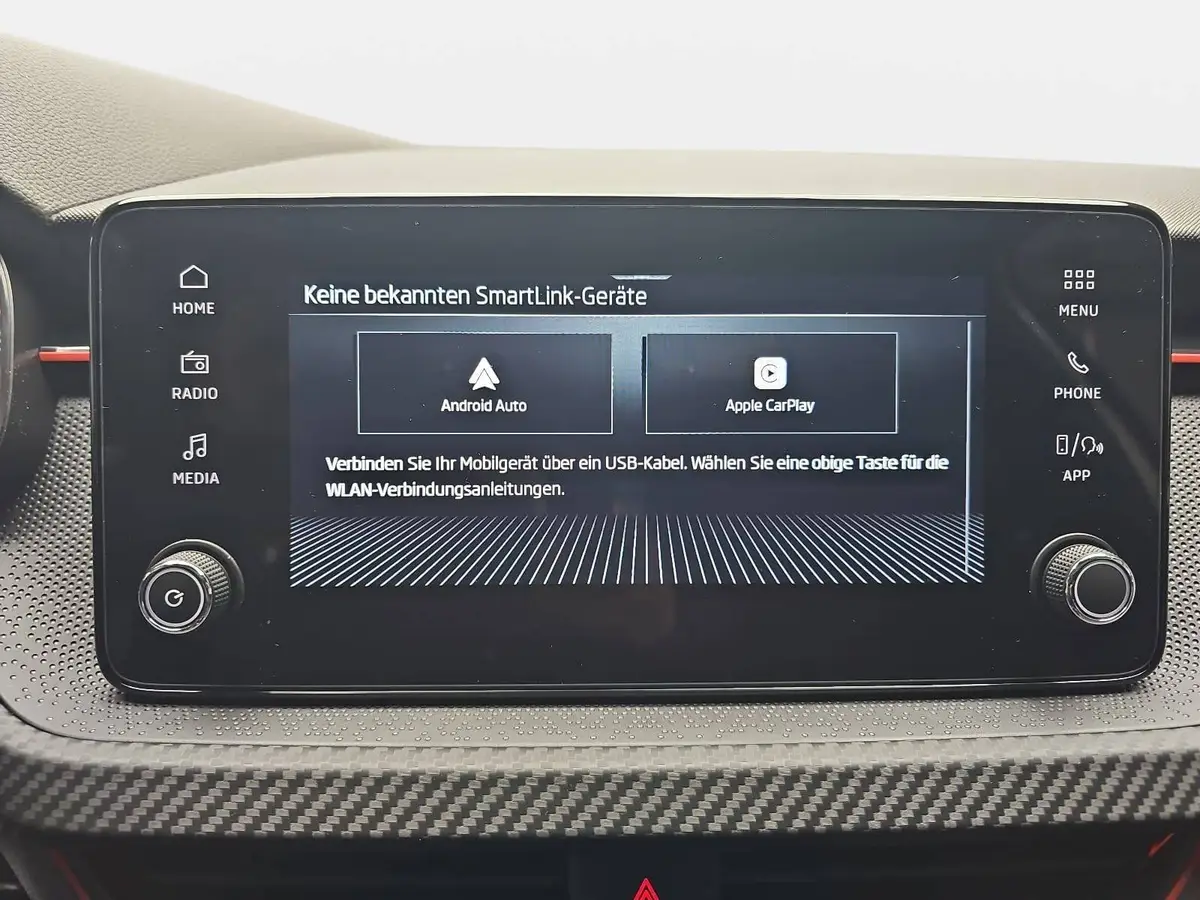 HOME
RADIO
MEDIA
Keine bekannten SmartLink-Geräte
Android Auto
Apple CarPlay
Verbinden Sie Ihr Mobilgerät über ein USB-Kabel. Wählen Sie eine obige Taste für die
WLAN-Verbindungsanleitungen.
MENU
PHONE
APP